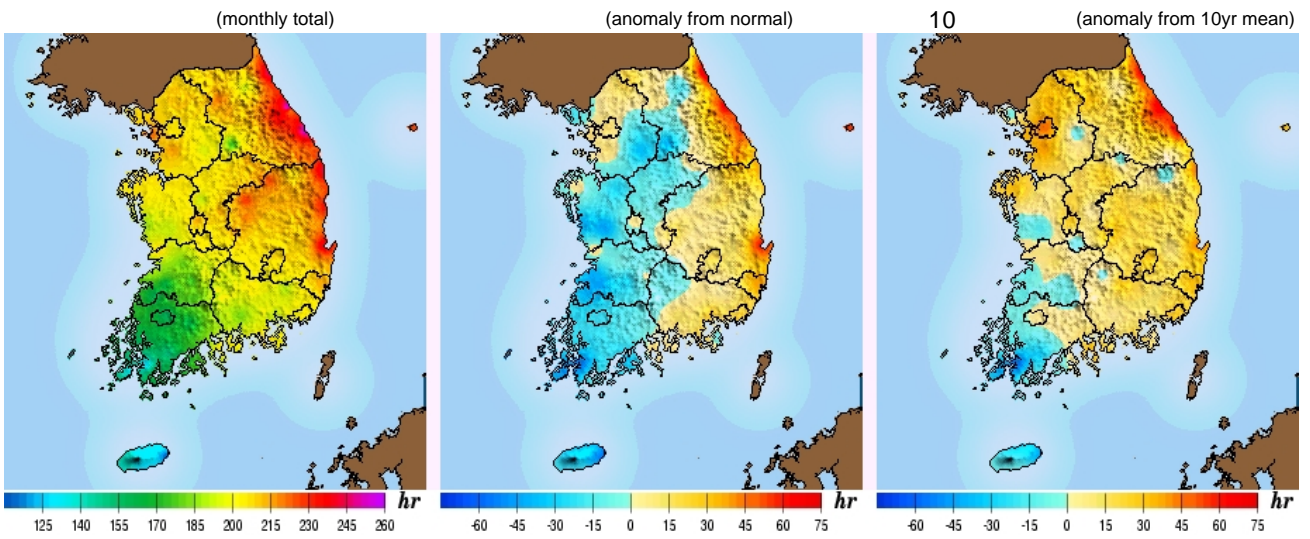 (monthly total)
(anomaly from normal)
10 (anomaly from 10yr mean)
hr
125 140 155 170 185 200 215 230 245 260
hr
-60 -45 -30 -15 0 15 30 45 60 75
hr
-60 -45 -30 -15 0 15 30 45 60 75